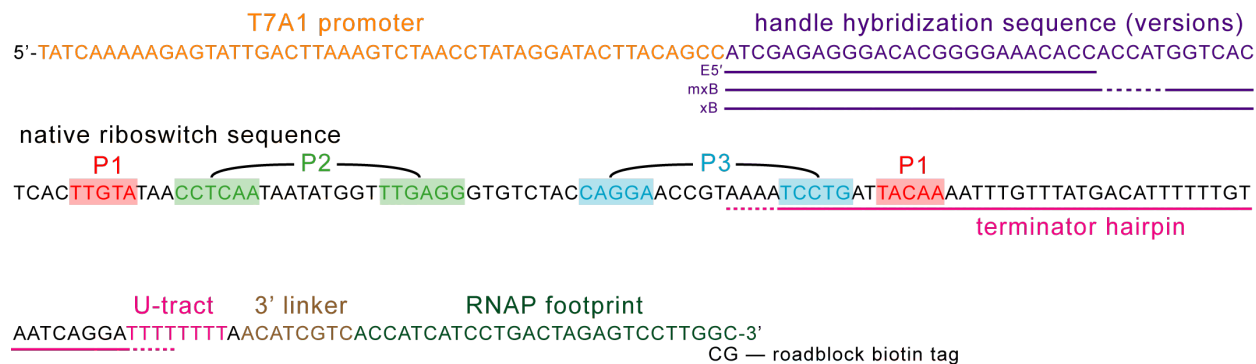 T7A1 promoter
handle hybridization sequence (versions)
5'-TATCAAAAAGAGTATTGACTTAAAGTCTAACCTATAGGATACTTACAGCCATCGAGAGGGACACGGGGAAACACCACCATGGTCAC
E5′
mxB
xB
native riboswitch sequence
P1 P2 P3 P1
TCACTTGTATAACCTCAATAATATGGTTTGAGGGTGTCTACCAGGAACCGTAAAATCCTGATTACAAAATTTGTTTATGACATTTTTTGT
terminator hairpin
U-tract 3' linker RNAP footprint
AATCAGGATTTTTTTTAACATCGTCACCATCATCCTGACTAGAGTCCTTGGC-3’
CG — roadblock biotin tag